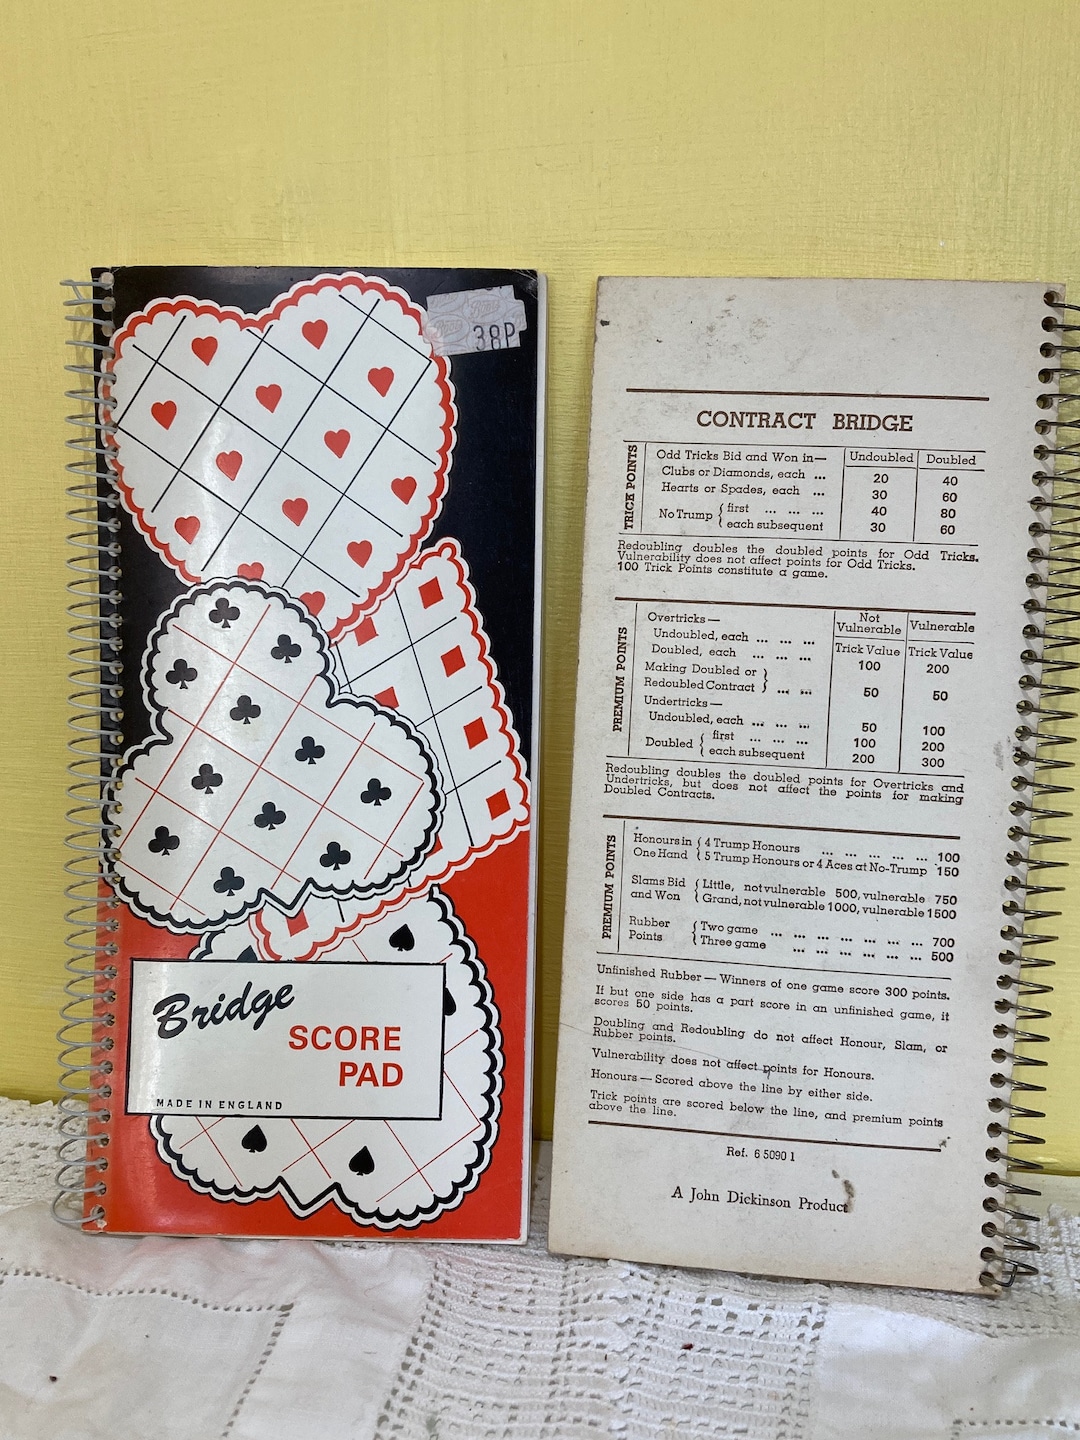 38P
Bridge
SCORE
PAD
MADE IN ENGLAND
CONTRACT BRIDGE
TRICK POINTS
Odd Tricks Bid and Won in— Undoubled Doubled
Clubs or Diamonds, each ... 20 40
Hearts or Spades, each ... 30 60
No Trump { first ... ... ... 40 80
each subsequent 30 60
Redoubling doubles the doubled points for Odd Tricks.
Vulnerability does not affect points for Odd Tricks.
100 Trick Points constitute a game.
PREMIUM POINTS
Overtricks— Not Vulnerable Vulnerable
Undoubled, each ... ... ... Trick Value Trick Value
Doubled, each ... ... ... 100 200
Making Doubled or }
Redoubled Contract } ... ... 50 50
Undertricks—
Undoubled, each ... ... ... 50 100
Doubled { first ... ... ... 100 200
each subsequent 200 300
Redoubling doubles the doubled points for Overtricks and
Undertricks, but does not affect the points for making
Doubled Contracts.
PREMIUM POINTS
Honours in { 4 Trump Honours ... ... ... ... ... 100
One Hand { 5 Trump Honours or 4 Aces at No-Trump 150
Slams Bid { Little, not vulnerable 500, vulnerable 750
and Won { Grand, not vulnerable 1000, vulnerable 1500
Rubber { Two game ... ... ... ... ... ... ... 700
Points { Three game ... ... ... ... ... ... 500
Unfinished Rubber — Winners of one game score 300 points.
If but one side has a part score in an unfinished game, it
scores 50 points.
Doubling and Redoubling do not affect Honour, Slam, or
Rubber points.
Vulnerability does not affect points for Honours.
Honours — Scored above the line by either side.
Trick points are scored below the line, and premium points
above the line.
Ref. 6 5090 1
A John Dickinson Product